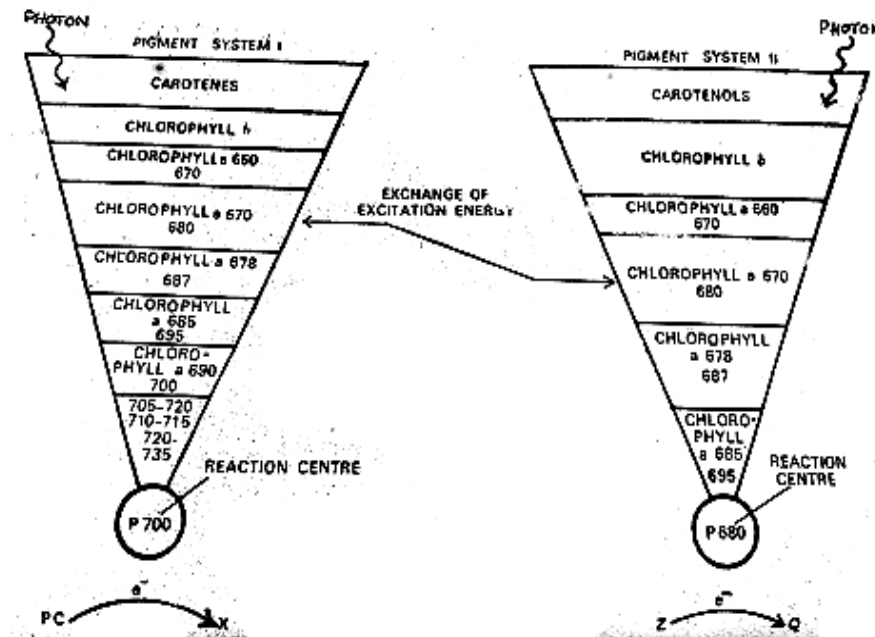 PHOTON
PIGMENT SYSTEM I
CAROTENES
CHLOROPHYLL b
CHLOROPHYLL a 660
670
CHLOROPHYLL a 670
680
CHLOROPHYLL a 678
687
CHLOROPHYLL
a 685
695
CHLORO-
PHYLL a 690
700
705-720
710-715
720-
735
REACTION CENTRE
P 700
e-
PC
X
EXCHANGE OF
EXCITATION ENERGY
PHOTON
PIGMENT SYSTEM II
CAROTENOLS
CHLOROPHYLL b
CHLOROPHYLL a 660
670
CHLOROPHYLL a 670
680
CHLOROPHYLL
a 678
687
CHLORO-
PHYLL
a 685
695
REACTION
CENTRE
P680
e-
Z
Q